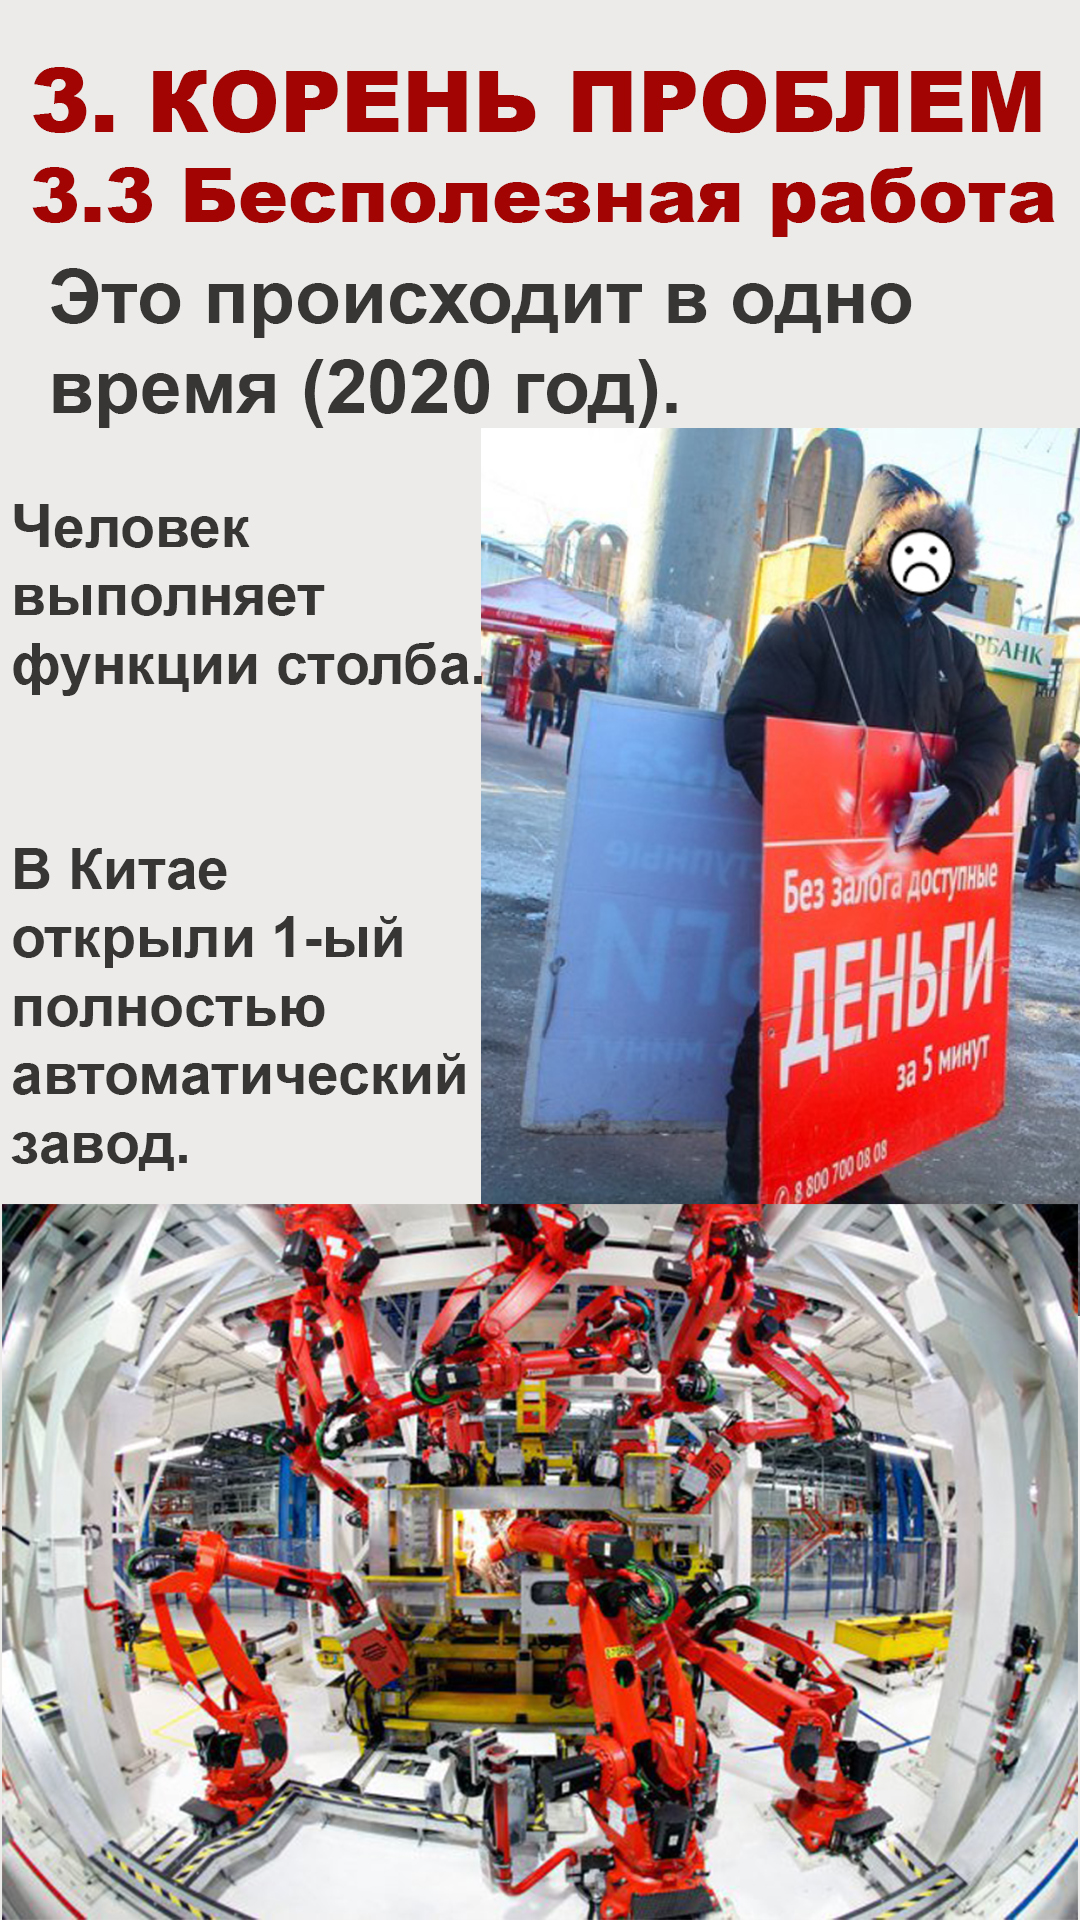 3. КОРЕНЬ ПРОБЛЕМ
3.3 Бесполезная работа
Это происходит в одно
время (2020 год).
Человек
выполняет
функции столба.
В Китае
открыли 1-ый
полностью
автоматический
завод.
РБАНК
Без залога доступные
ДЕНЬГИ
за 5 минут
8 800 700 08 08